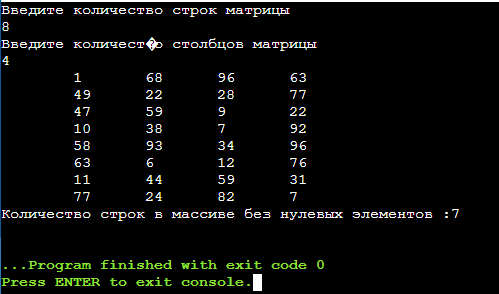 Введите количество строк матрицы
8
Введите количест�о столбцов матрицы
4
1 68 96 63
49 22 28 77
47 59 9 22
10 38 7 92
58 93 34 96
63 6 12 76
11 44 59 31
77 24 82 7
Количество строк в массиве без нулевых элементов :7
...Program finished with exit code 0
Press ENTER to exit console.